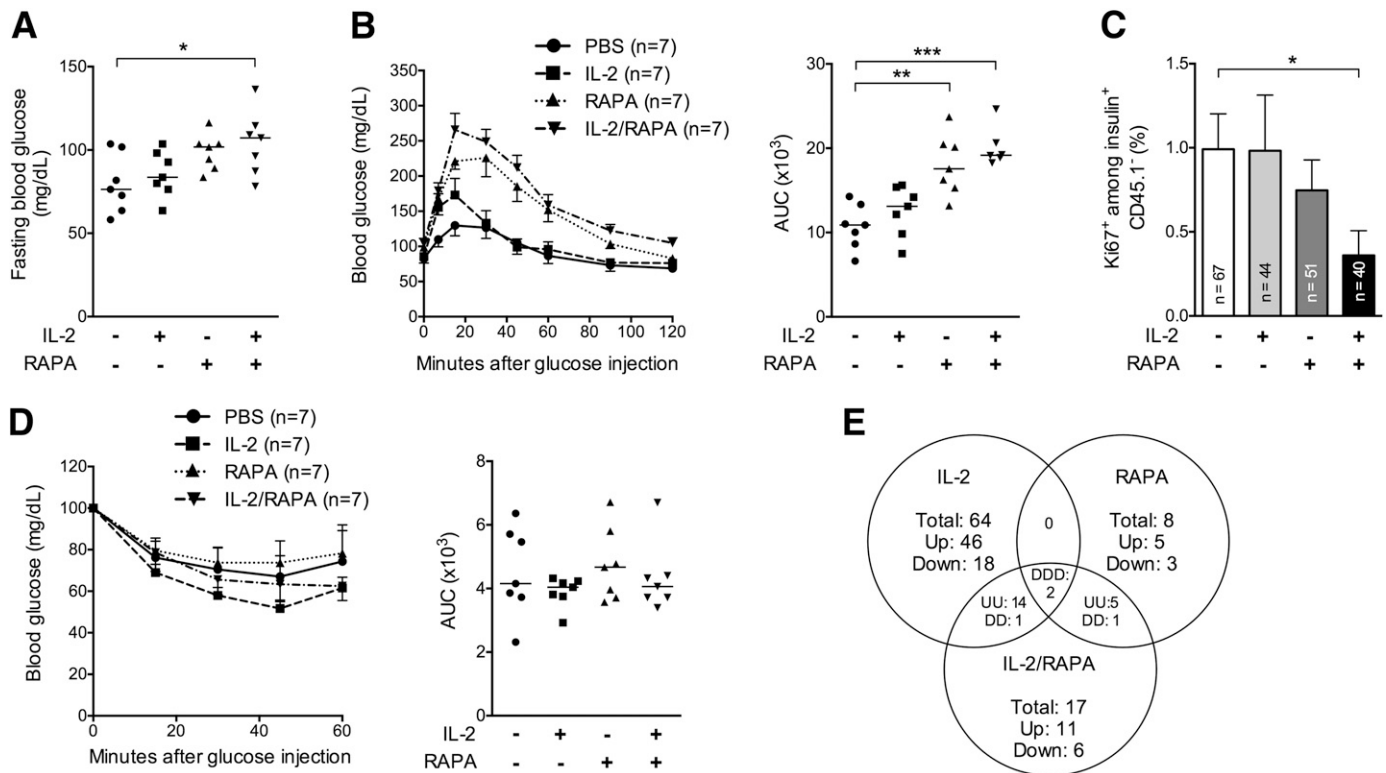 A
Fasting blood glucose
(mg/dL)
150
100
50
0
*
IL-2 - + - +
RAPA - - + +
B
PBS (n=7)
IL-2 (n=7)
RAPA (n=7)
IL-2/RAPA (n=7)
Blood glucose (mg/dL)
350
300
250
200
150
100
50
0
0 20 40 60 80 100 120
Minutes after glucose injection
AUC (x10³)
30
20
10
0
***
**
IL-2 - + - +
RAPA - - + +
C
Ki67⁺ among insulin⁺
CD45.1⁻ (%)
1.5
1.0
0.5
0.0
*
n = 67
n = 44
n = 51
n = 40
IL-2 - + - +
RAPA - - + +
D
PBS (n=7)
IL-2 (n=7)
RAPA (n=7)
IL-2/RAPA (n=7)
Blood glucose (mg/dL)
120
100
80
60
40
20
0
0 20 40 60
Minutes after glucose injection
AUC (x10³)
8
6
4
2
0
IL-2 - + - +
RAPA - - + +
E
IL-2
Total: 64
Up: 46
Down: 18
RAPA
Total: 8
Up: 5
Down: 3
0
DDD:
2
UU: 14
DD: 1
UU:5
DD: 1
IL-2/RAPA
Total: 17
Up: 11
Down: 6